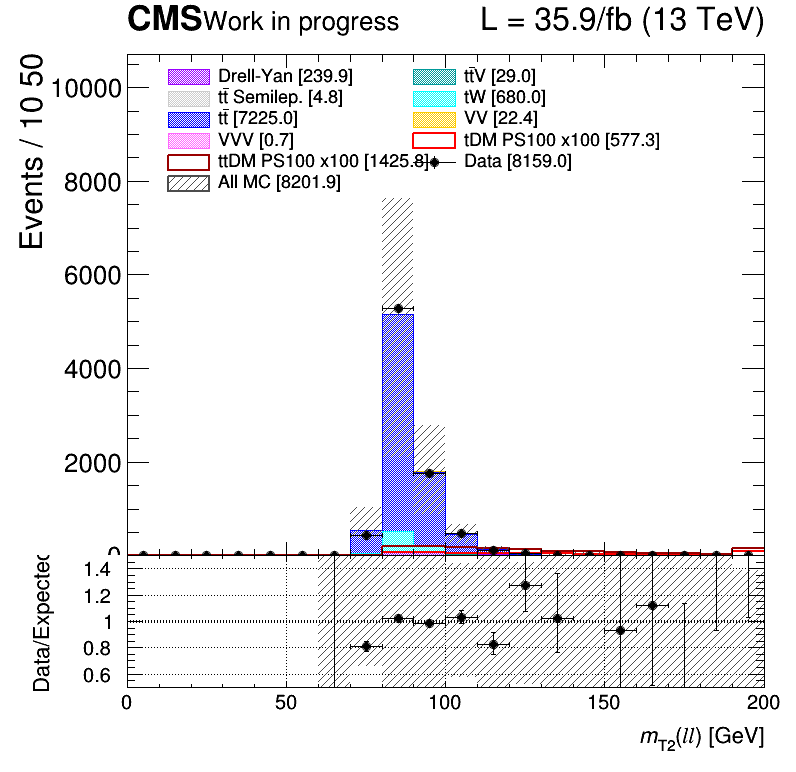 CMS Work in progress L = 35.9/fb (13 TeV)
Events / 10 50
10000
8000
6000
4000
2000
0
Drell-Yan [239.9]
tt̄ Semilep. [4.8]
tt̄ [7225.0]
VVV [0.7]
ttDM PS100 x100 [1425.8]
All MC [8201.9]
tt̄V [29.0]
tW [680.0]
VV [22.4]
tDM PS100 x100 [577.3]
Data [8159.0]
Data/Expected
1.4
1.2
1
0.8
0.6
0 50 100 150 200
m_T2(ll) [GeV]